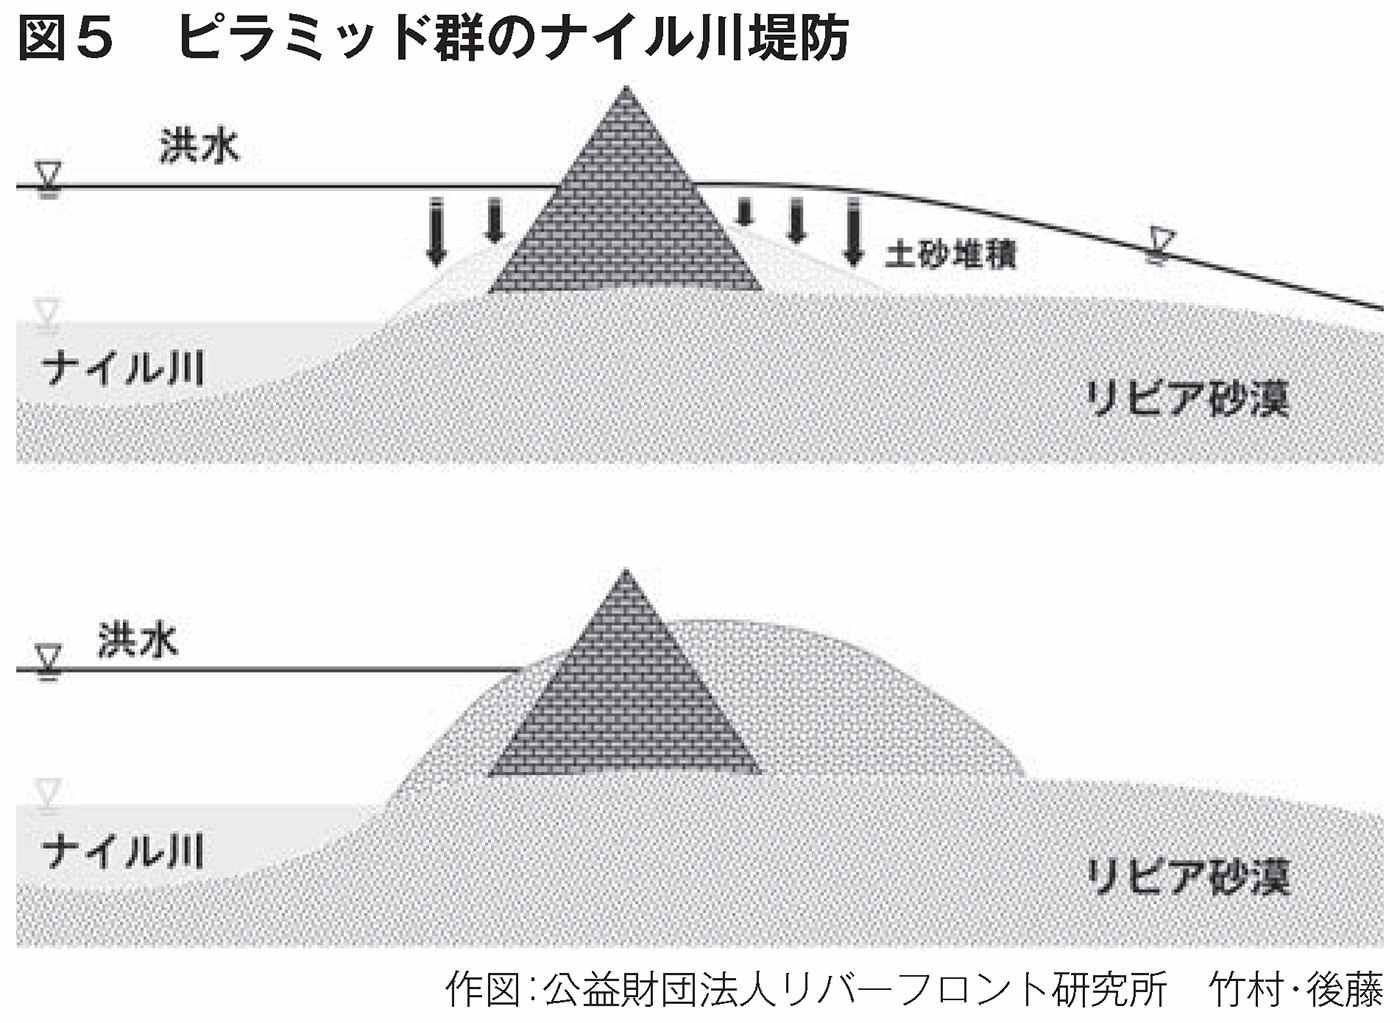 図５　ピラミッド群のナイル川堤防
洪水
土砂堆積
ナイル川
リビア砂漠
洪水
ナイル川
リビア砂漠
作図：公益財団法人リバーフロント研究所　竹村・後藤